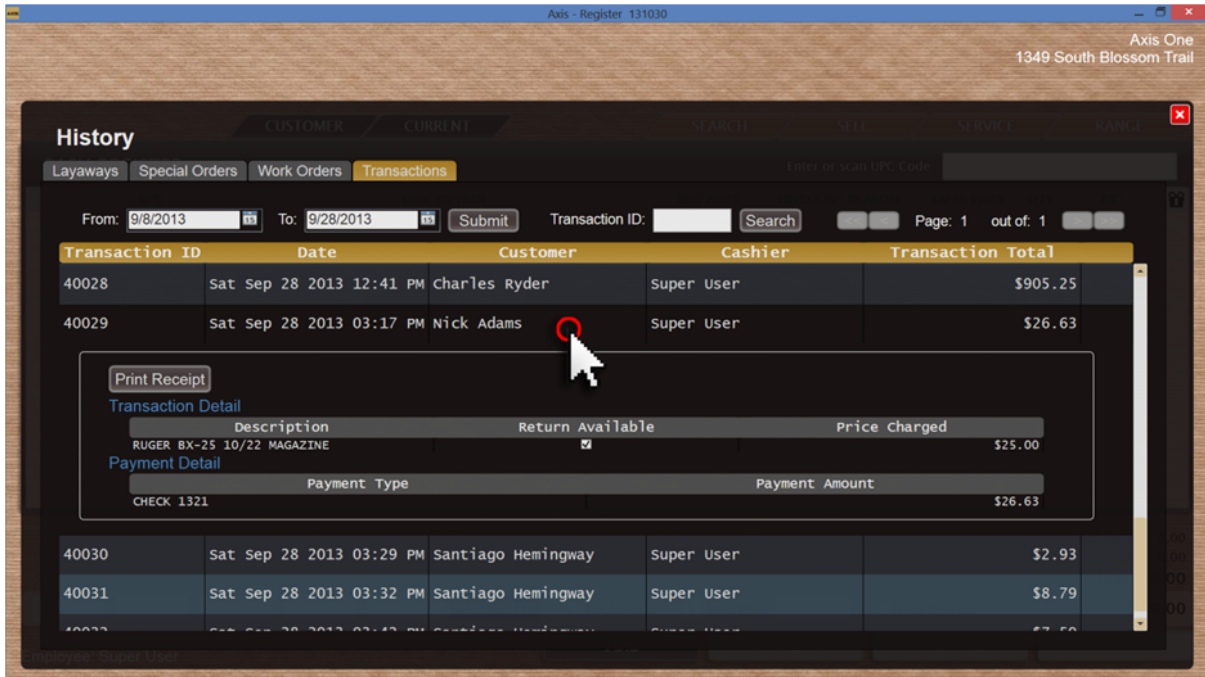 Axis - Register 131030
Axis One
1349 South Blossom Trail
CUSTOMER CURRENT SEARCH SELL SERVICE RANGE
History
Layaways Special Orders Work Orders Transactions
Enter or scan UPC Code
From: 9/8/2013 15 To: 9/28/2013 15 Submit Transaction ID: Search << < Page: 1 out of: 1 > >>
Transaction ID Date Customer Cashier Transaction Total
40028 Sat Sep 28 2013 12:41 PM Charles Ryder Super User $905.25
40029 Sat Sep 28 2013 03:17 PM Nick Adams Super User $26.63
Print Receipt
Transaction Detail
Description Return Available Price Charged
RUGER BX-25 10/22 MAGAZINE $25.00
Payment Detail
Payment Type Payment Amount
CHECK 1321 $26.63
40030 Sat Sep 28 2013 03:29 PM Santiago Hemingway Super User $2.93
40031 Sat Sep 28 2013 03:32 PM Santiago Hemingway Super User $8.79
Employee: Super User